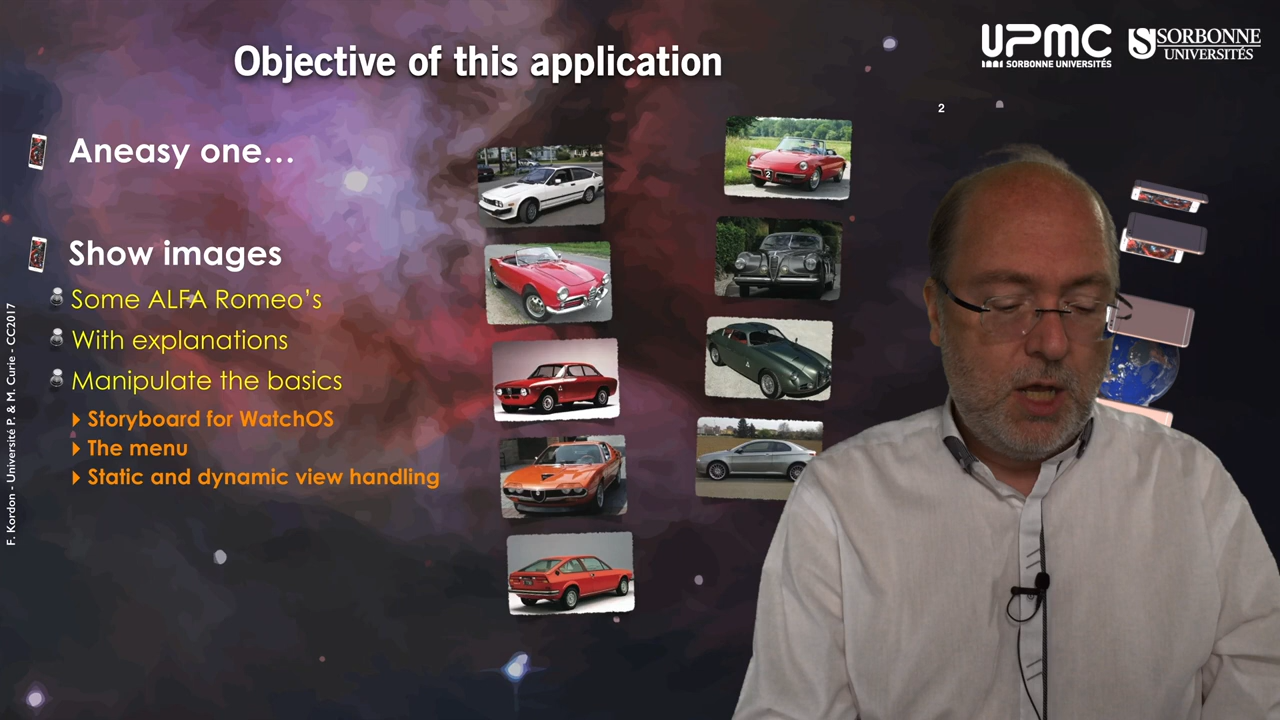 Objective of this application
UPMC
SORBONNE UNIVERSITÉS
SORBONNE
UNIVERSITÉS
2
Aneasy one…
Show images
Some ALFA Romeo’s
With explanations
Manipulate the basics
Storyboard for WatchOS
The menu
Static and dynamic view handling
F. Kordon - Université P. & M. Curie - CC2017
2